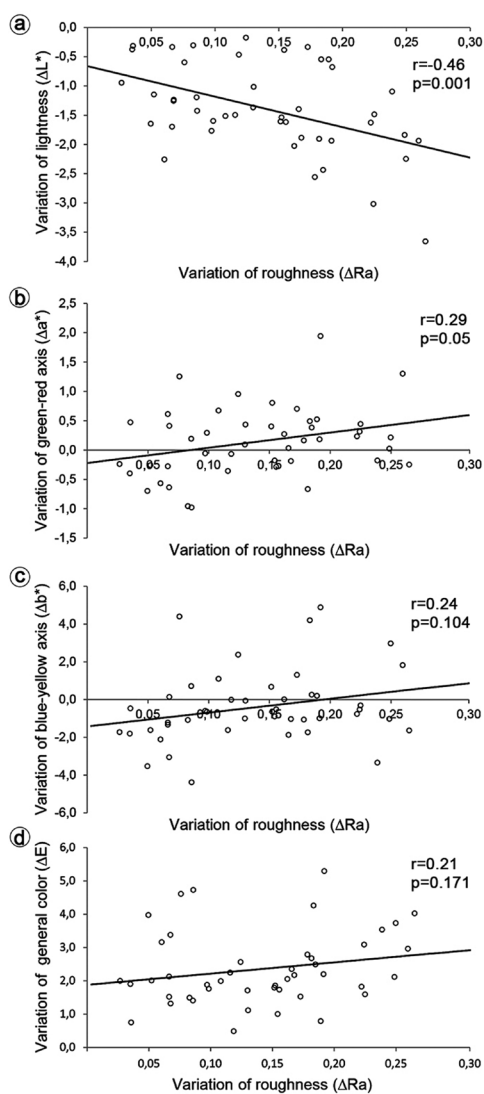 a
0,0
0,05 0,10 0,15 0,20 0,25 0,30
-0,5
-1,0
-1,5
-2,0
-2,5
-3,0
-3,5
-4,0
Variation of lightness (ΔL*)
r=-0.46
p=0.001
Variation of roughness (ΔRa)
b
2,5
2,0
1,5
1,0
0,5
0,0
-0,5
-1,0
-1,5
0,05 0,10 0,15 0,20 0,25 0,30
Variation of green-red axis (Δa*)
r=0.29
p=0.05
Variation of roughness (ΔRa)
c
6,0
4,0
2,0
0,0
-2,0
-4,0
-6,0
0,05 0,10 0,15 0,20 0,25 0,30
Variation of blue-yellow axis (Δb*)
r=0.24
p=0.104
Variation of roughness (ΔRa)
d
6,0
5,0
4,0
3,0
2,0
1,0
0,0
0,05 0,10 0,15 0,20 0,25 0,30
Variation of general color (ΔE)
r=0.21
p=0.171
Variation of roughness (ΔRa)